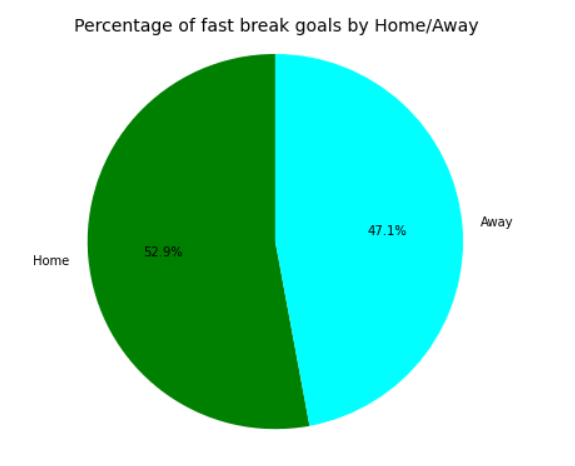 Percentage of fast break goals by Home/Away
Away
47.1%
52.9%
Home